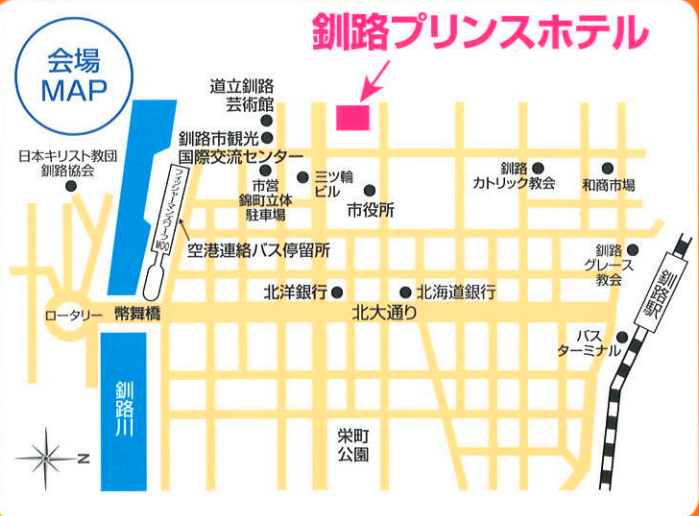 会場
MAP
釧路プリンスホテル
道立釧路
芸術館
釧路市観光
国際交流センター
日本キリスト教団
釧路協会
フィッシャーマンズワーフ
MOO
市営
錦町立体
駐車場
三ツ輪
ビル
市役所
釧路
カトリック教会
和商市場
空港連絡バス停留所
釧路
グレース
教会
釧路駅
北洋銀行
北海道銀行
ロータリー
幣舞橋
北大通り
バス
ターミナル
釧路川
栄町
公園
N